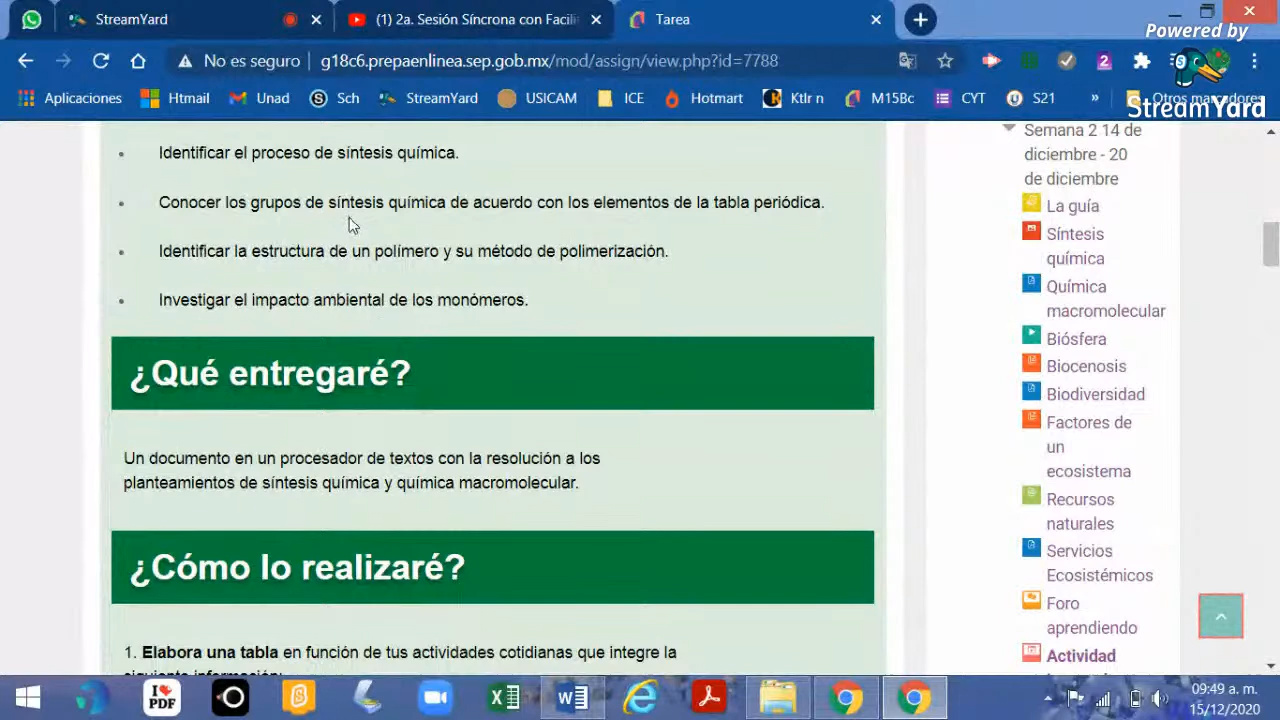 StreamYard
(1) 2a. Sesión Síncrona con Facili
Tarea
Powered by
StreamYard
No es seguro
g18c6.prepaenlinea.sep.gob.mx/mod/assign/view.php?id=7788
2
Aplicaciones
Htmail
Unad
Sch
StreamYard
USICAM
ICE
Hotmart
Ktlr n
M15Bc
CYT
S21
»
Otros marcadores
Identificar el proceso de síntesis química.
Conocer los grupos de síntesis química de acuerdo con los elementos de la tabla periódica.
Identificar la estructura de un polímero y su método de polimerización.
Investigar el impacto ambiental de los monómeros.
¿Qué entregaré?
Un documento en un procesador de textos con la resolución a los
planteamientos de síntesis química y química macromolecular.
¿Cómo lo realizaré?
1. Elabora una tabla en función de tus actividades cotidianas que integre la
siguiente información:
Semana 2 14 de
diciembre - 20
de diciembre
La guía
Síntesis
química
Química
macromolecular
Biósfera
Biocenosis
Biodiversidad
Factores de
un
ecosistema
Recursos
naturales
Servicios
Ecosistémicos
Foro
aprendiendo
Actividad
I ♥
PDF
09:49 a. m.
15/12/2020